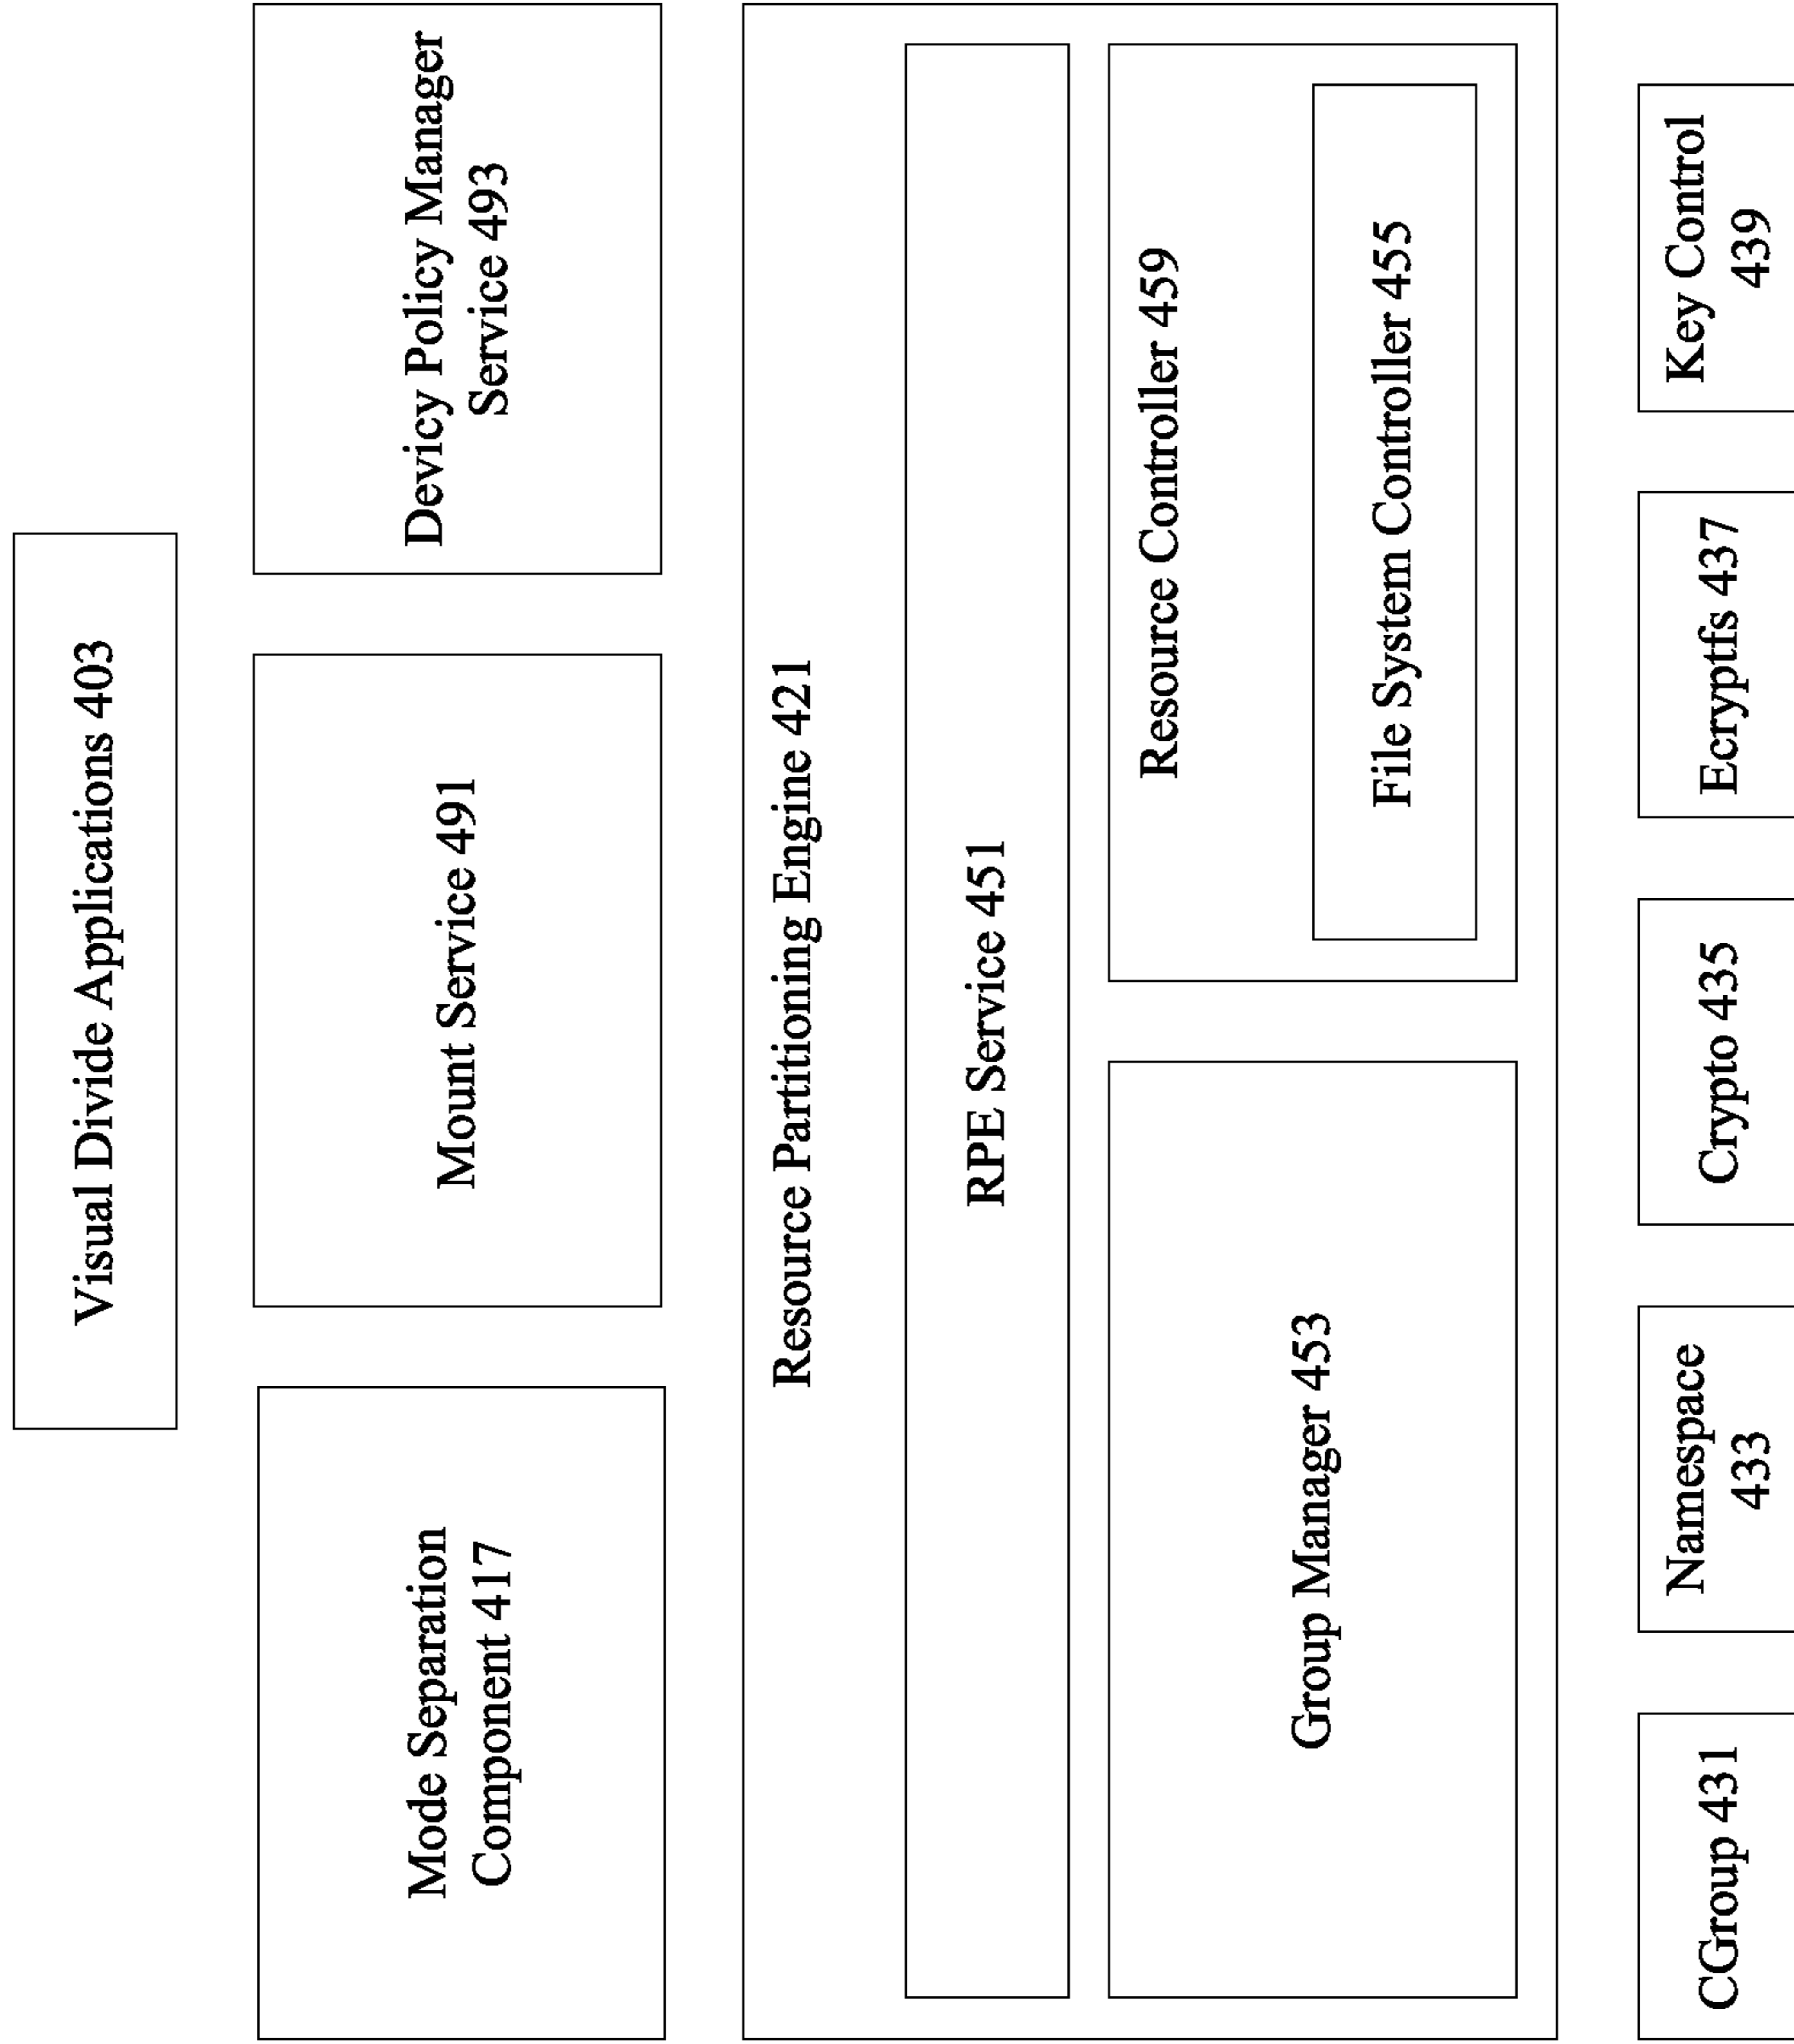 Visual Divide Applications 403
Mode Separation
Component 417
Mount Service 491
Devicy Policy Manager
Service 493
Resource Partitioning Engine 421
RPE Service 451
Group Manager 453
Resource Controller 459
File System Controller 455
CGroup 431
Namespace
433
Crypto 435
Ecryptfs 437
Key Control
439